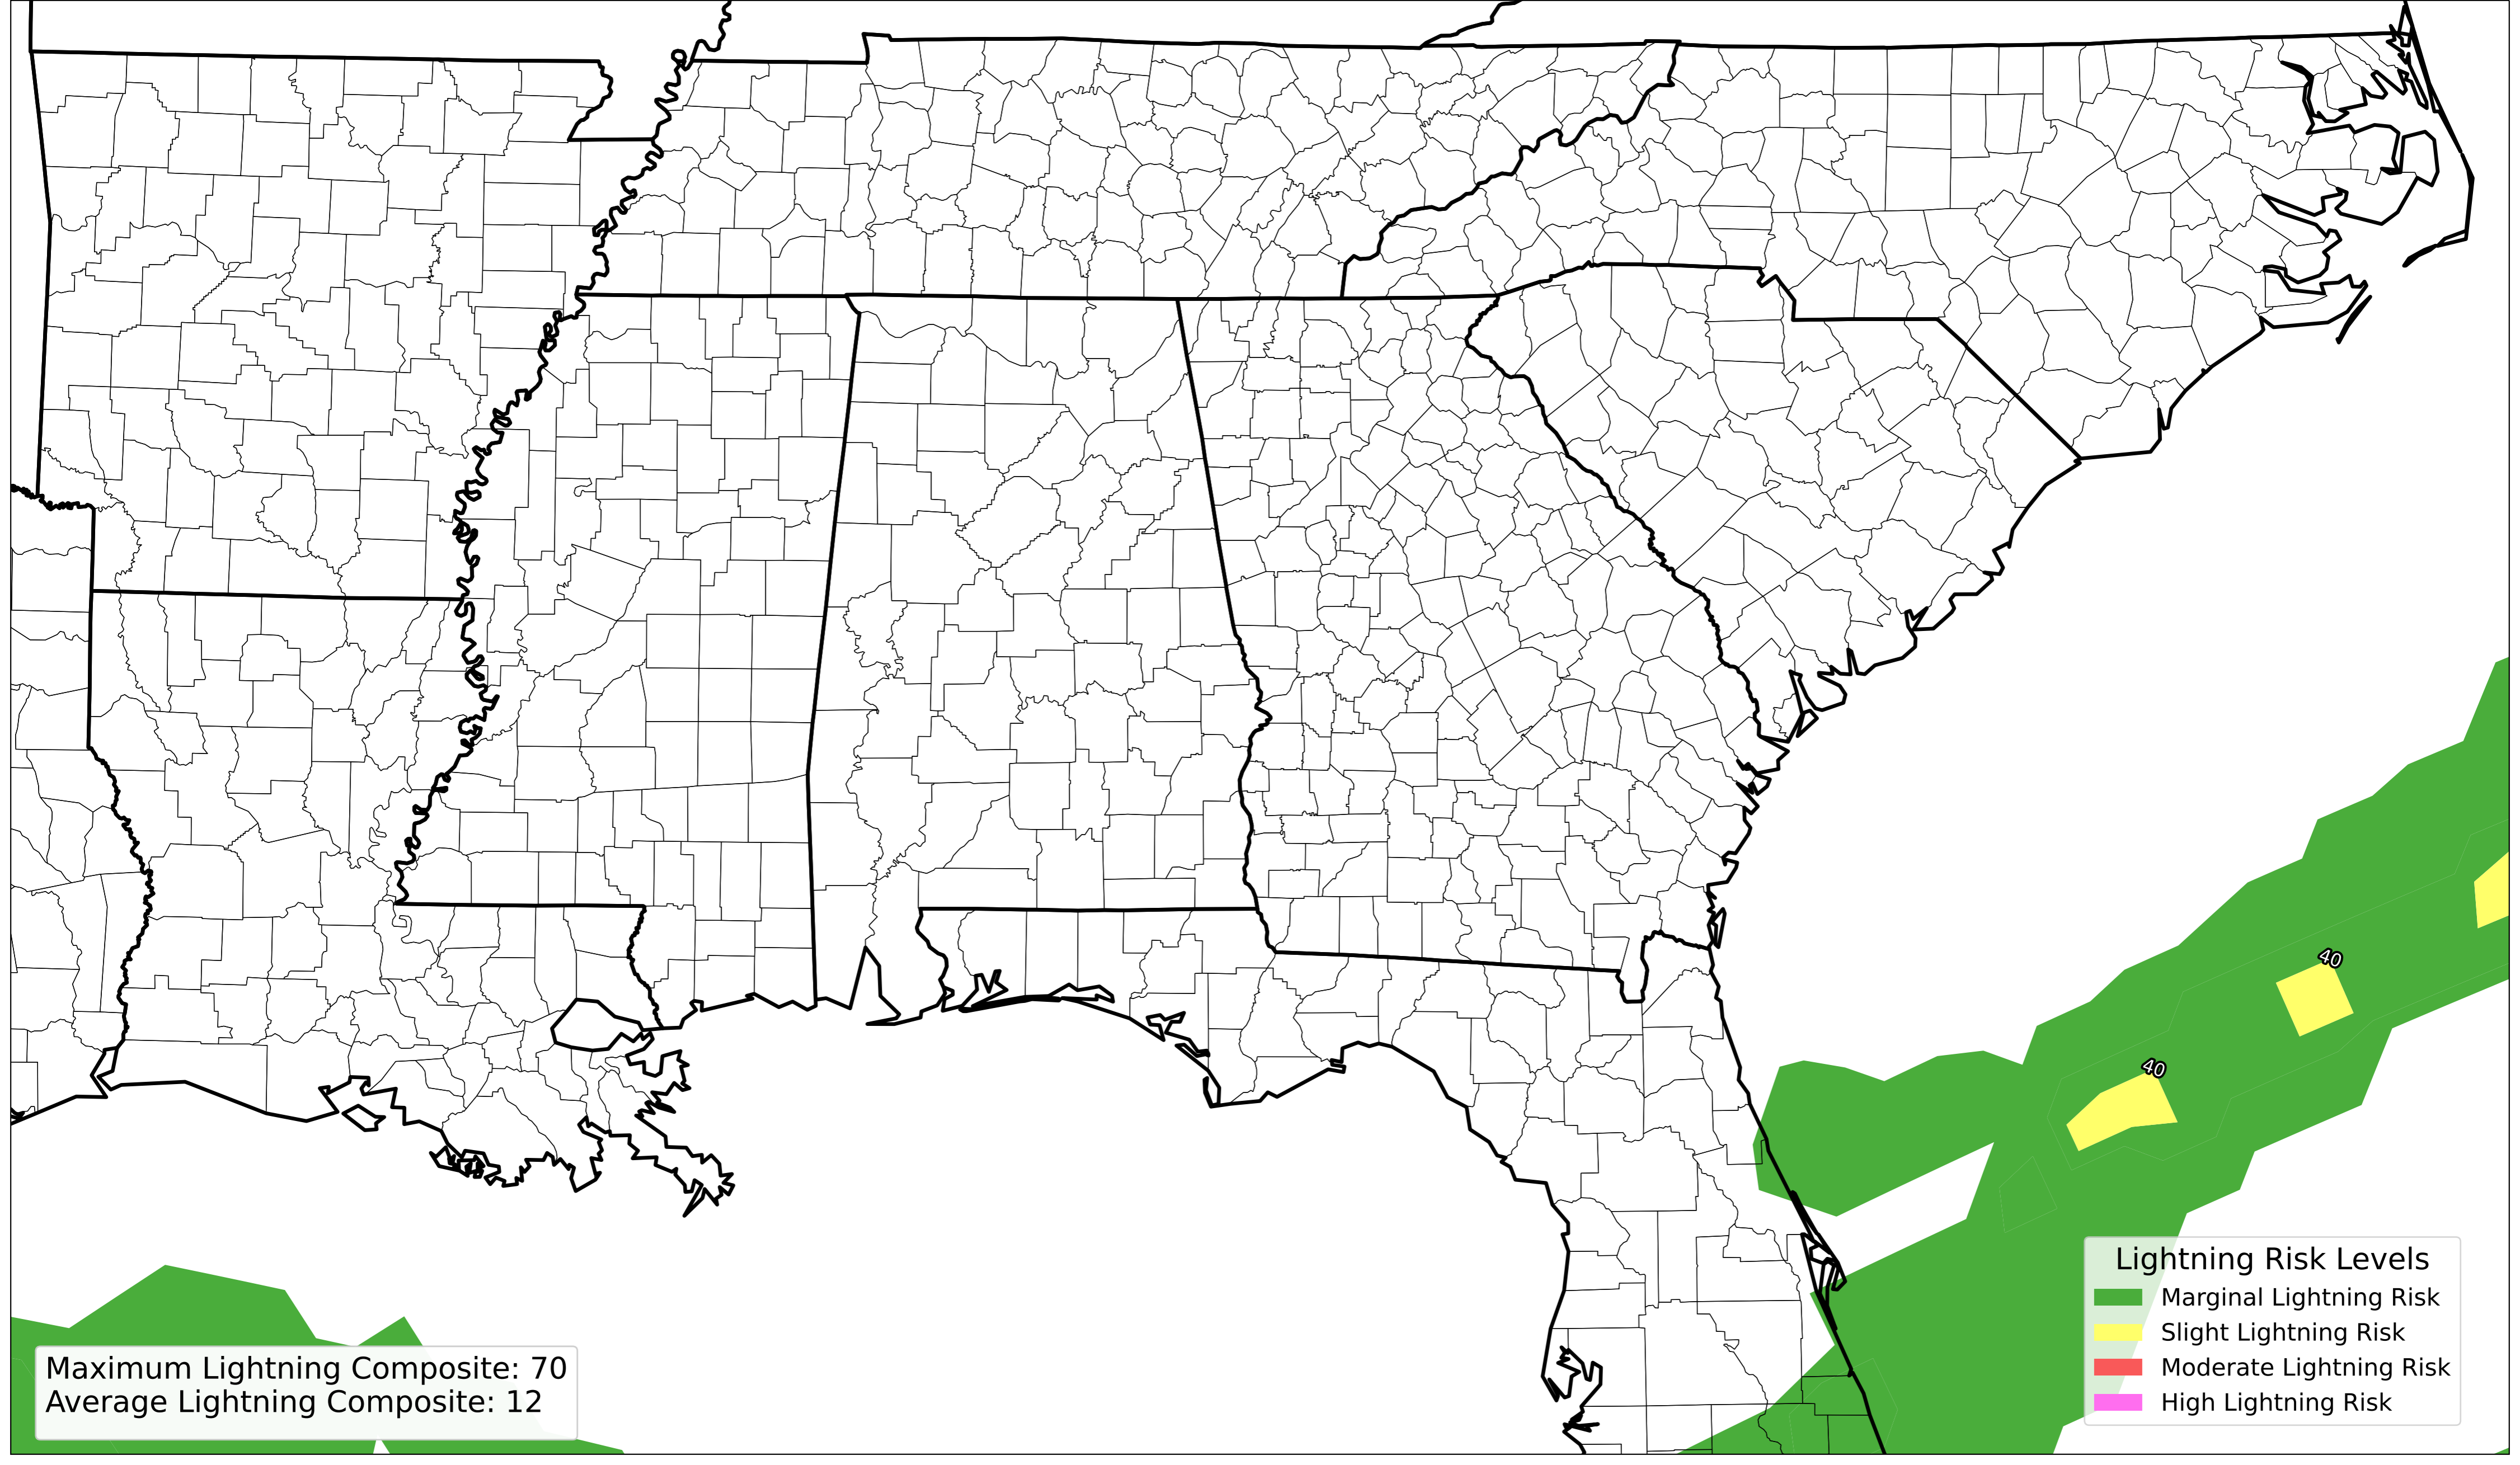 40
40
Lightning Risk Levels
Marginal Lightning Risk
Slight Lightning Risk
Moderate Lightning Risk
High Lightning Risk
Maximum Lightning Composite: 70
Average Lightning Composite: 12